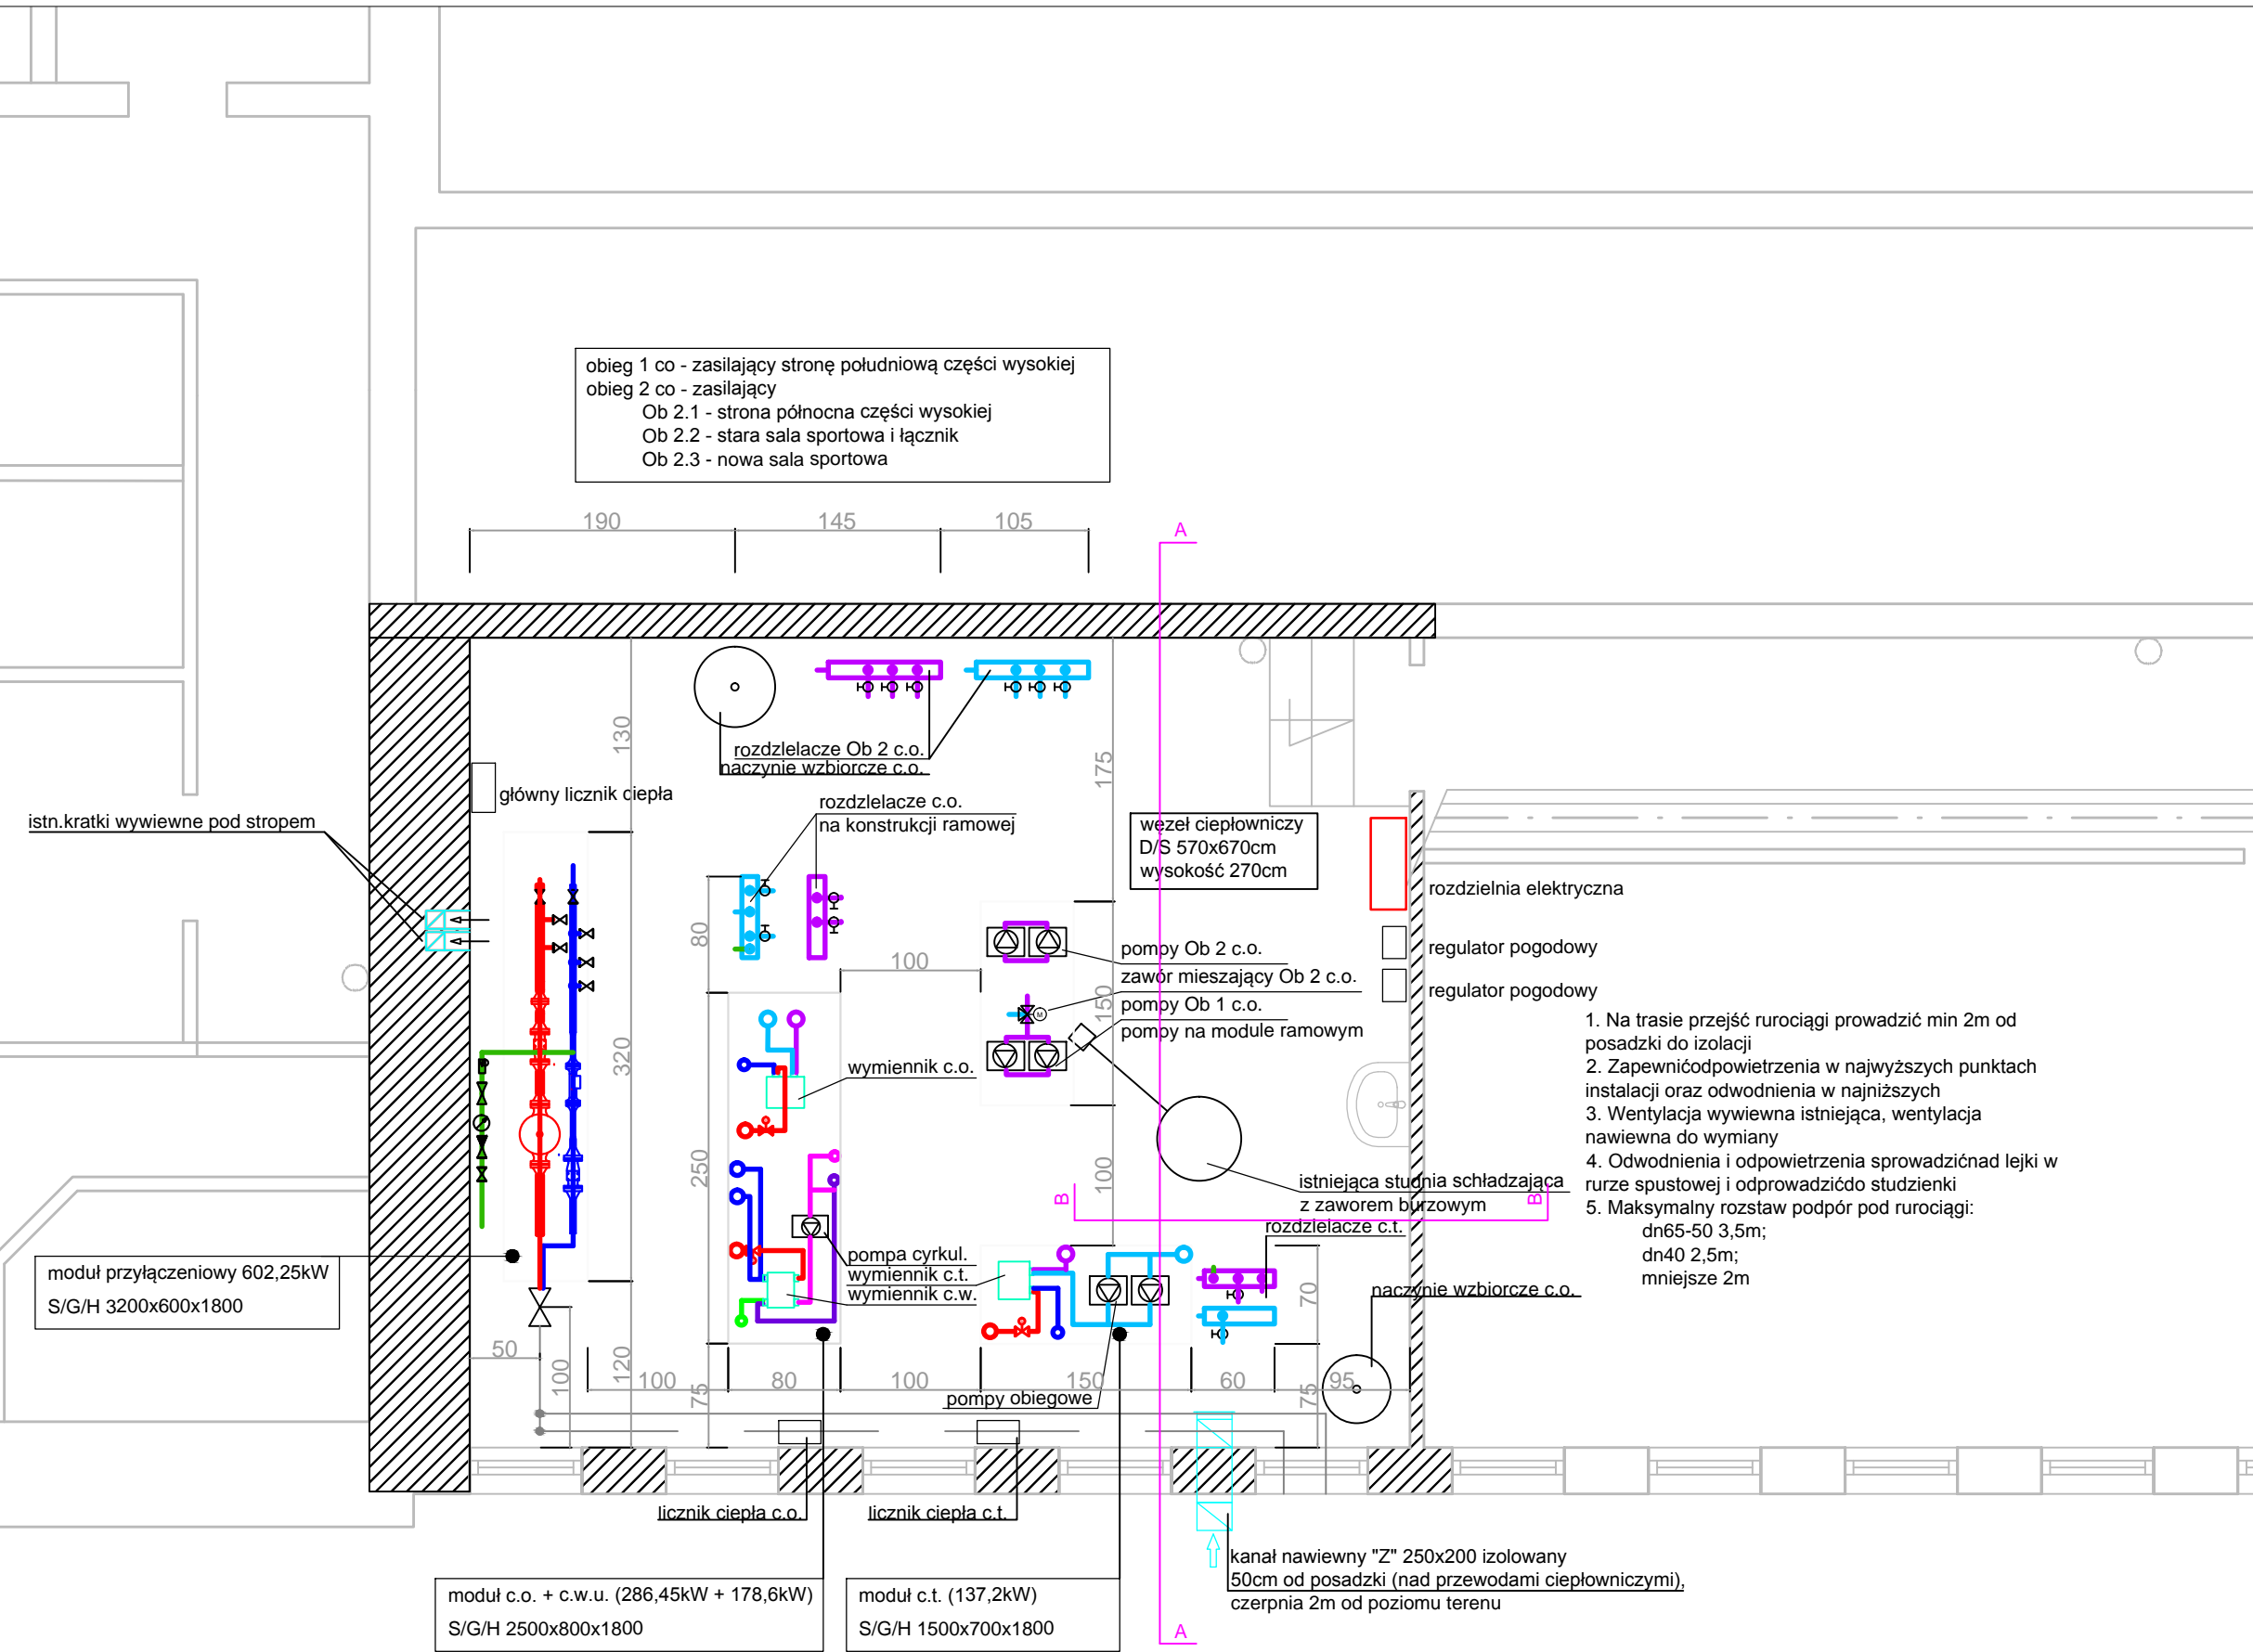 obieg 1 co - zasilający stronę południową części wysokiej
obieg 2 co - zasilający
Ob 2.1 - strona północna części wysokiej
Ob 2.2 - stara sala sportowa i łącznik
Ob 2.3 - nowa sala sportowa
190
145
105
A
130
175
rozdzlelacze Ob 2 c.o.
naczynie wzbiorcze c.o.
główny licznik ciepła
istn.kratki wywiewne pod stropem
rozdzlelacze c.o.
na konstrukcji ramowej
węzeł ciepłowniczy
D/S 570x670cm
wysokość 270cm
rozdzielnia elektryczna
80
100
pompy Ob 2 c.o.
regulator pogodowy
zawór mieszający Ob 2 c.o.
M
150
pompy Ob 1 c.o.
regulator pogodowy
pompy na module ramowym
320
wymiennik c.o.
1. Na trasie przejść rurociągi prowadzić min 2m od
posadzki do izolacji
2. Zapewnićodpowietrzenia w najwyższych punktach
instalacji oraz odwodnienia w najniższych
3. Wentylacja wywiewna istniejąca, wentylacja
nawiewna do wymiany
4. Odwodnienia i odpowietrzenia sprowadzićnad lejki w
rurze spustowej i odprowadzićdo studzienki
5. Maksymalny rozstaw podpór pod rurociągi:
dn65-50 3,5m;
dn40 2,5m;
mniejsze 2m
250
100
istniejąca studnia schładzająca
z zaworem burzowym
B
B
rozdzlelacze c.t.
pompa cyrkul.
wymiennik c.t.
wymiennik c.w.
moduł przyłączeniowy 602,25kW
S/G/H 3200x600x1800
70
naczynie wzbiorcze c.o.
50
100
120
100
75
80
100
150
60
75
95
pompy obiegowe
licznik ciepła c.o.
licznik ciepła c.t.
kanał nawiewny "Z" 250x200 izolowany
50cm od posadzki (nad przewodami ciepłowniczymi),
czerpnia 2m od poziomu terenu
moduł c.o. + c.w.u. (286,45kW + 178,6kW)
S/G/H 2500x800x1800
moduł c.t. (137,2kW)
S/G/H 1500x700x1800
A